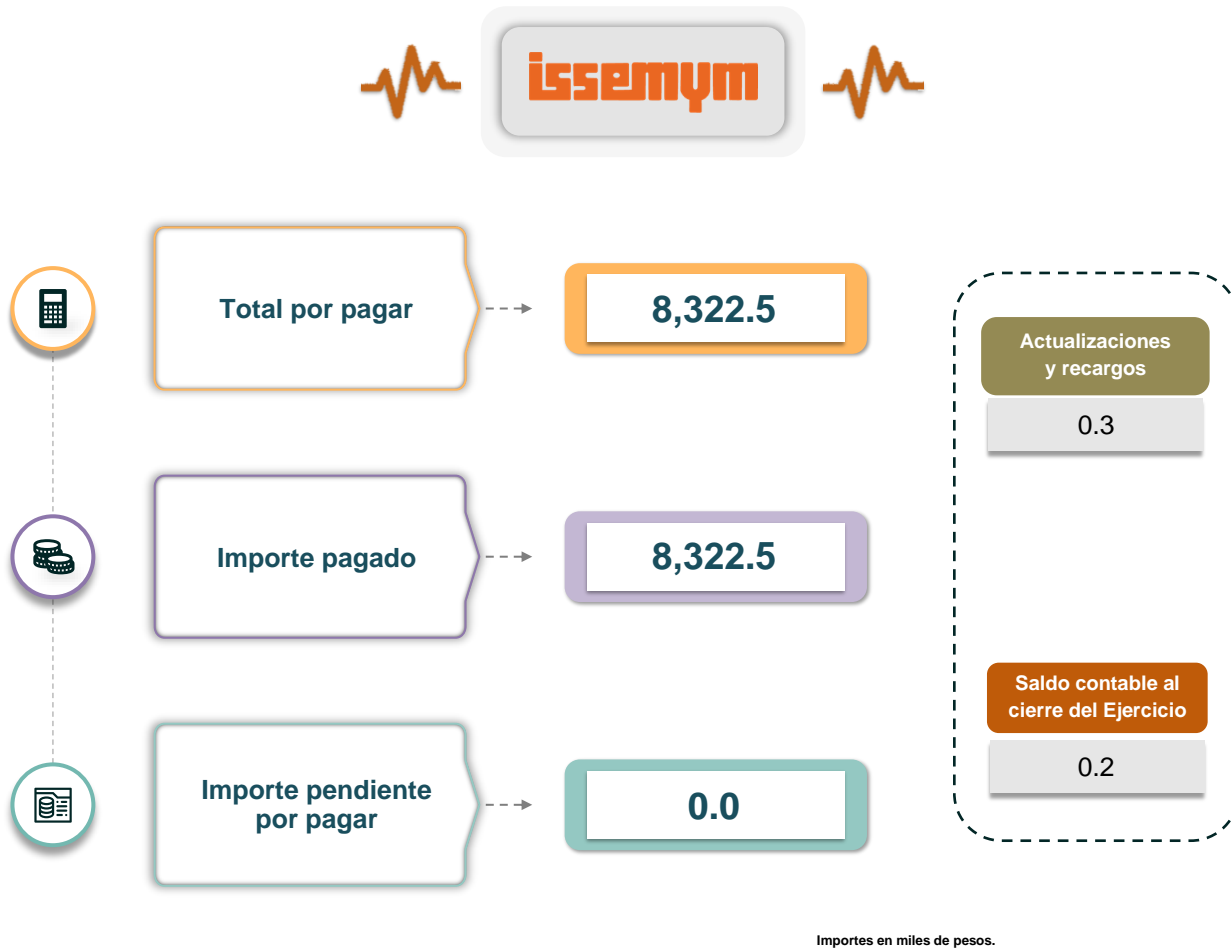 issemym
Total por pagar
8,322.5
Actualizaciones
y recargos
0.3
Importe pagado
8,322.5
Saldo contable al
cierre del Ejercicio
0.2
Importe pendiente
por pagar
0.0
Importes en miles de pesos.